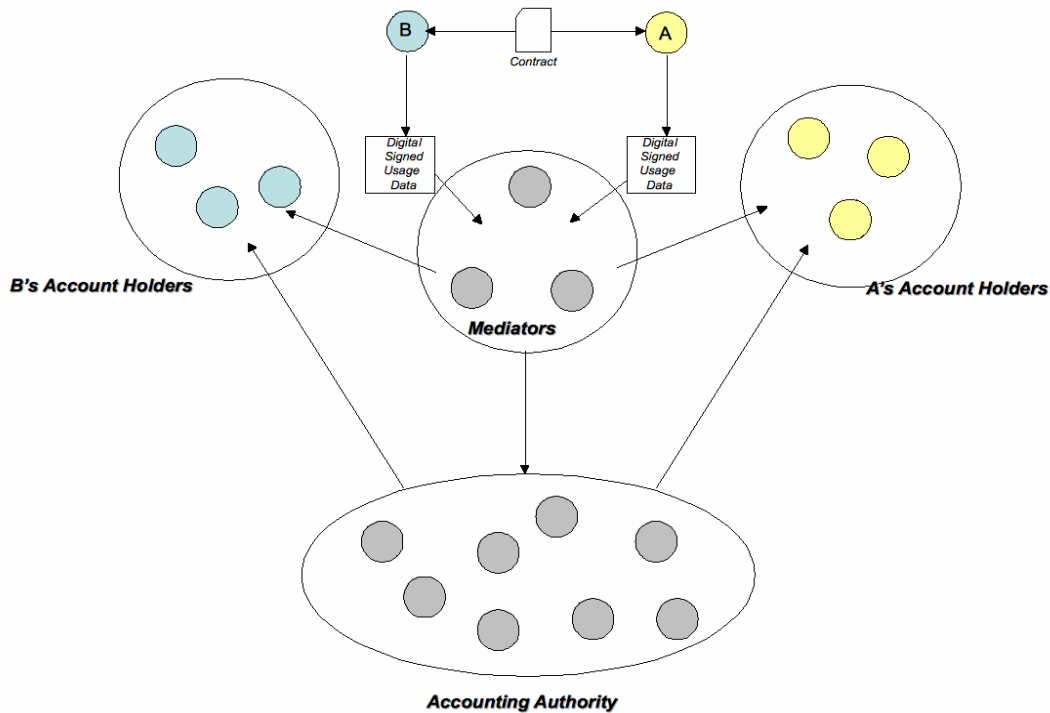 B
A
Contract
Digital
Signed
Usage
Data
Digital
Signed
Usage
Data
B's Account Holders
A's Account Holders
Mediators
Accounting Authority